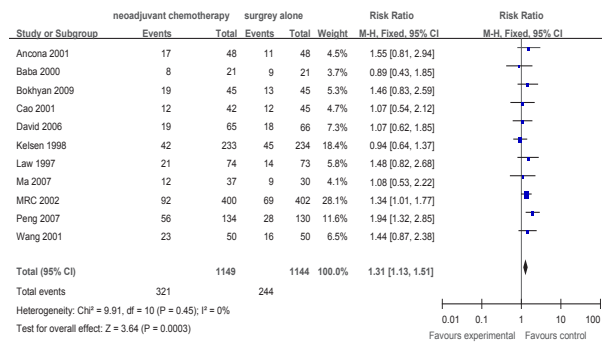 neoadjuvant chemotherapy surgrey alone Risk Ratio Risk Ratio
Study or Subgroup Events Total Events Total Weight M-H, Fixed, 95% CI M-H, Fixed, 95% CI
Ancona 2001 17 48 11 48 4.5% 1.55 [0.81, 2.94]
Baba 2000 8 21 9 21 3.7% 0.89 [0.43, 1.85]
Bokhyan 2009 19 45 13 45 5.3% 1.46 [0.83, 2.59]
Cao 2001 12 42 12 45 4.7% 1.07 [0.54, 2.12]
David 2006 19 65 18 66 7.3% 1.07 [0.62, 1.85]
Kelsen 1998 42 233 45 234 18.4% 0.94 [0.64, 1.37]
Law 1997 21 74 14 73 5.7% 1.48 [0.82, 2.68]
Ma 2007 12 37 9 30 4.1% 1.08 [0.53, 2.22]
MRC 2002 92 400 69 402 28.1% 1.34 [1.01, 1.77]
Peng 2007 56 134 28 130 11.6% 1.94 [1.32, 2.85]
Wang 2001 23 50 16 50 6.5% 1.44 [0.87, 2.38]
Total (95% CI) 1149 1144 100.0% 1.31 [1.13, 1.51]
Total events 321 244
Heterogeneity: Chi² = 9.91, df = 10 (P = 0.45); I² = 0%
Test for overall effect: Z = 3.64 (P = 0.0003)
0.01 0.1 1 10 100
Favours experimental Favours control